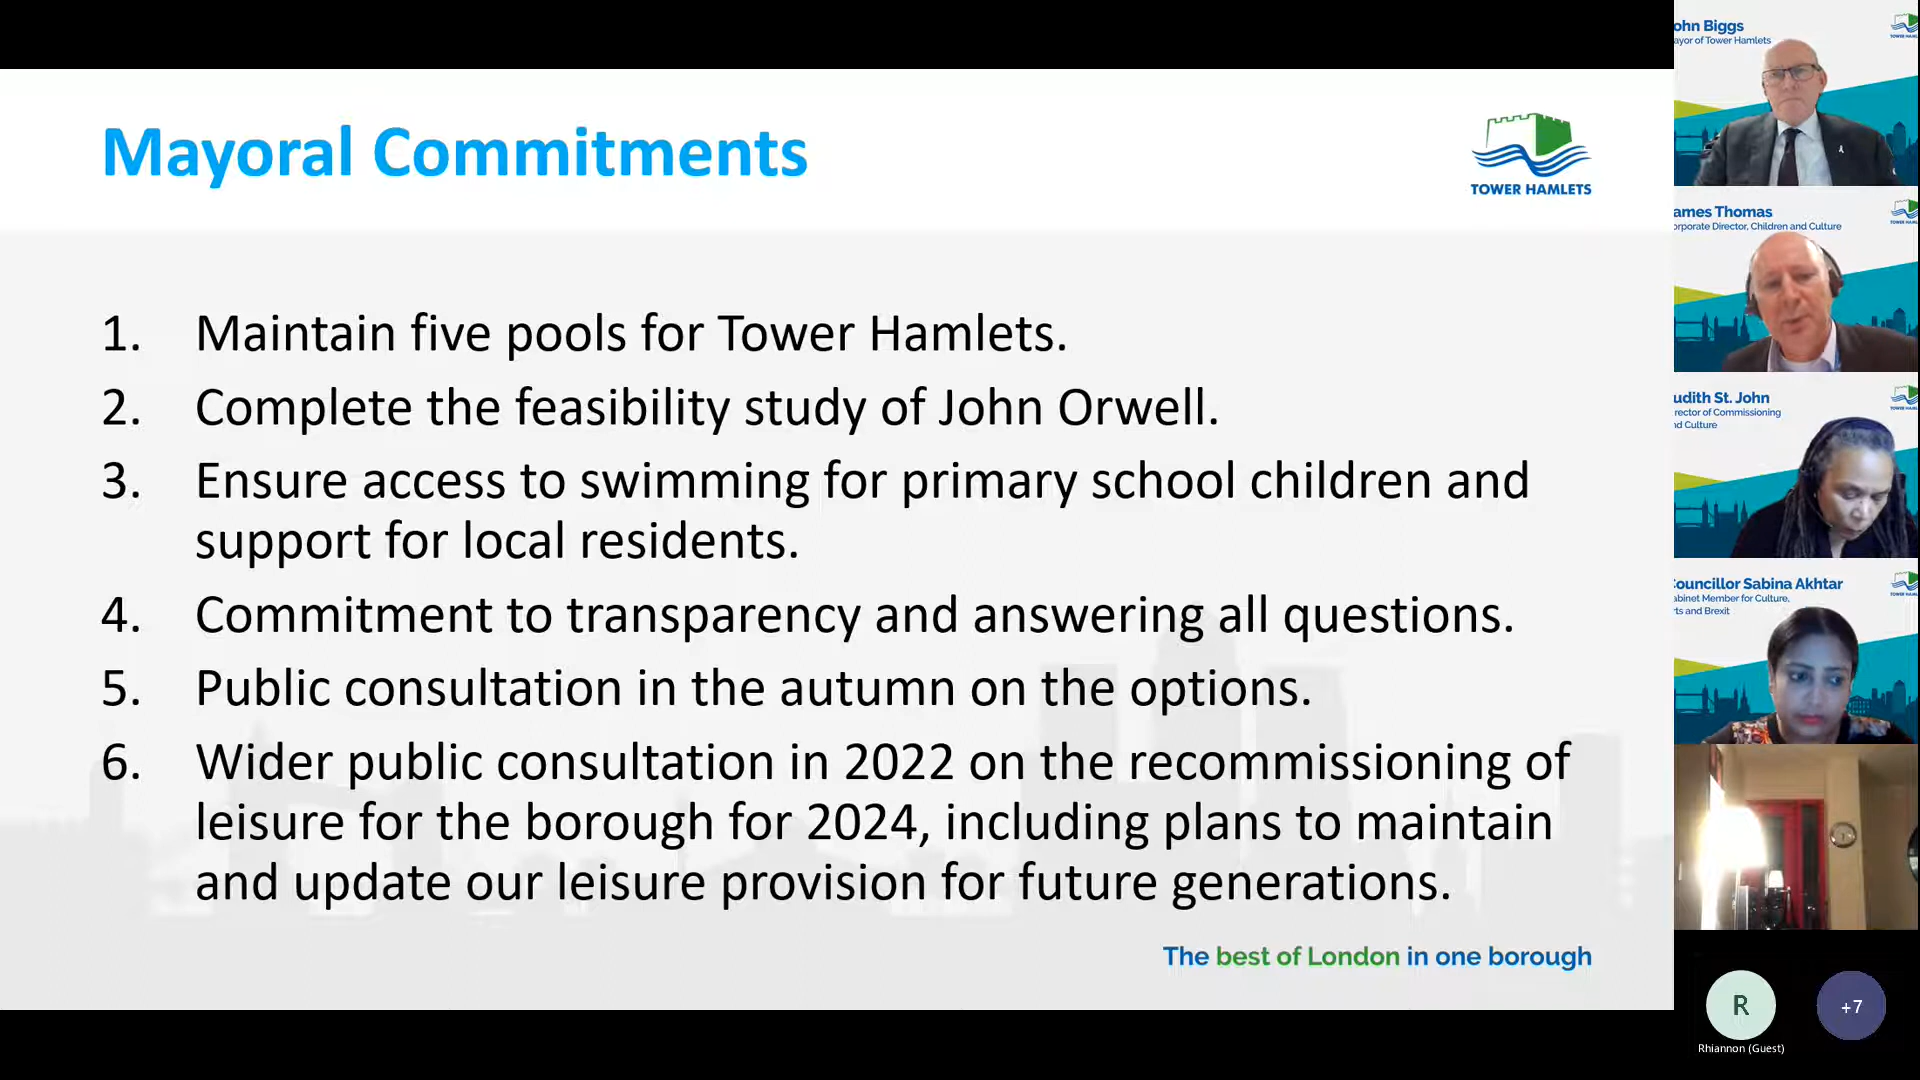 Mayoral Commitments
TOWER HAMLETS
1. Maintain five pools for Tower Hamlets.
2. Complete the feasibility study of John Orwell.
3. Ensure access to swimming for primary school children and
support for local residents.
4. Commitment to transparency and answering all questions.
5. Public consultation in the autumn on the options.
6. Wider public consultation in 2022 on the recommissioning of
leisure for the borough for 2024, including plans to maintain
and update our leisure provision for future generations.
The best of London in one borough
ohn Biggs
ayor of Tower Hamlets
ames Thomas
orporate Director, Children and Culture
udith St. John
rector of Commissioning
nd Culture
ouncillor Sabina Akhtar
abinet Member for Culture,
rts and Brexit
R
Rhiannon (Guest)
+7